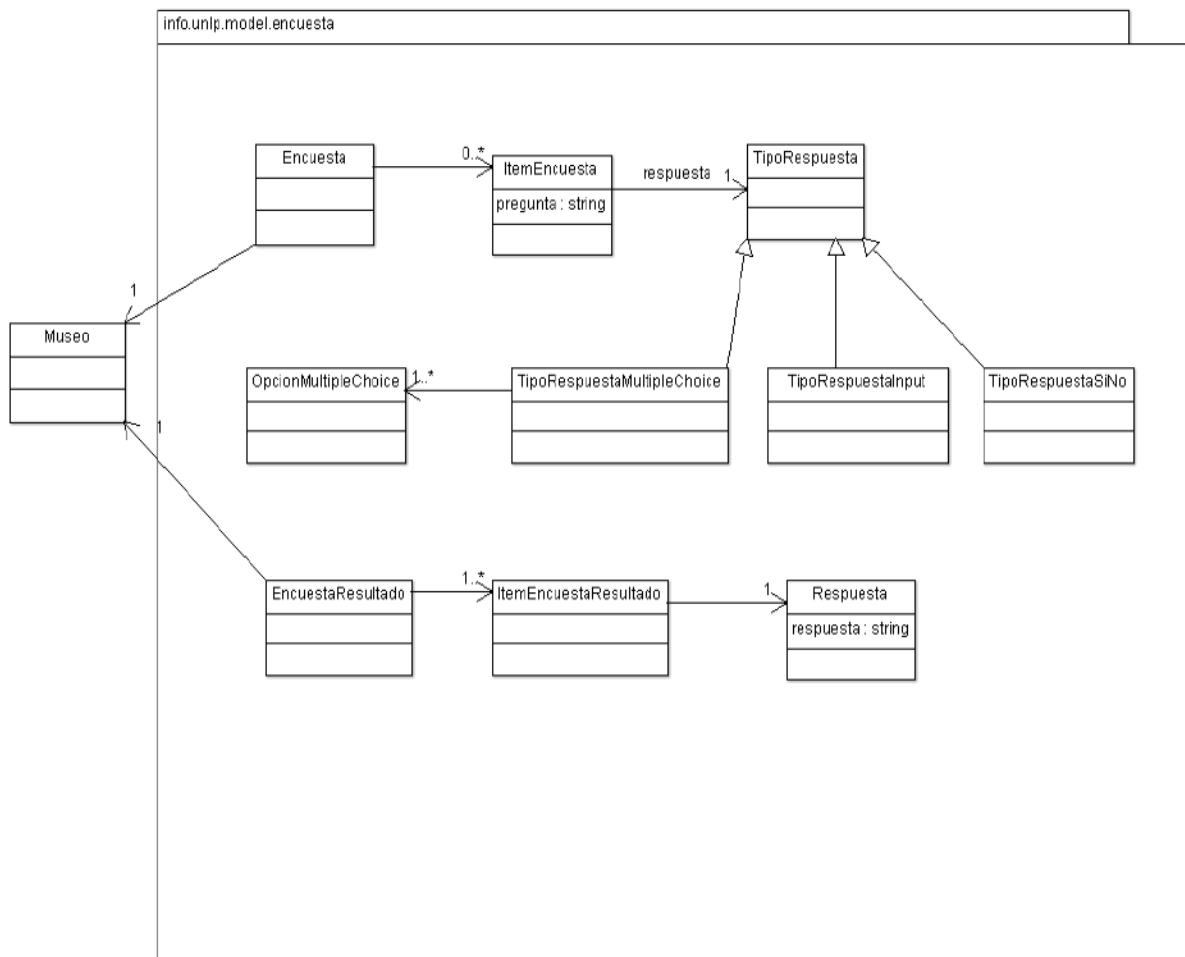 info.unlp.model.encuesta
Encuesta
0..*
ItemEncuesta
pregunta : string
respuesta
1
TipoRespuesta
1
Museo
1
OpcionMultipleChoice
1..*
TipoRespuestaMultipleChoice
TipoRespuestaInput
TipoRespuestaSiNo
EncuestaResultado
1..*
ItemEncuestaResultado
1
Respuesta
respuesta : string